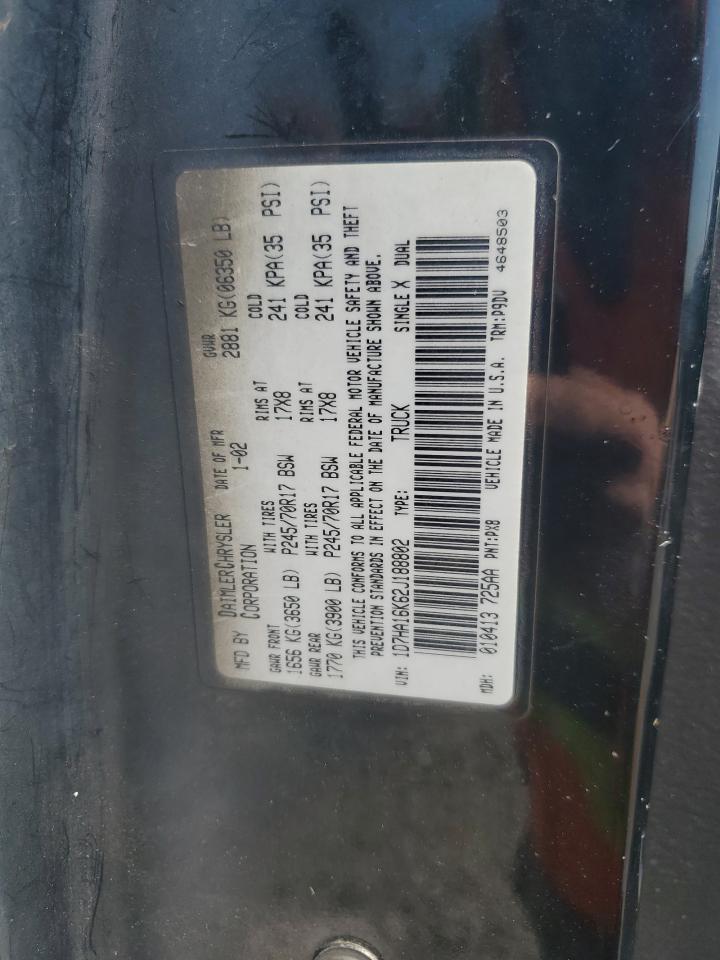 MFD BY DAIMLERCHRYSLER CORPORATION
DATE OF MFR 1-02
GVWR 2881 KG(06350 LB)
GAWR FRONT WITH TIRES RIMS AT COLD
1656 KG(3650 LB) P245/70R17 BSW 17X8 241 KPA(35 PSI)
GAWR REAR WITH TIRES RIMS AT COLD
1770 KG(3900 LB) P245/70R17 BSW 17X8 241 KPA(35 PSI)
THIS VEHICLE CONFORMS TO ALL APPLICABLE FEDERAL MOTOR VEHICLE SAFETY AND THEFT
PREVENTION STANDARDS IN EFFECT ON THE DATE OF MANUFACTURE SHOWN ABOVE.
VIN: 1D7HA16K62J188802 TYPE: TRUCK SINGLE X DUAL
MDH: 010413 725AA PNT:PX8 VEHICLE MADE IN U.S.A. TRM:P9DV
4648503